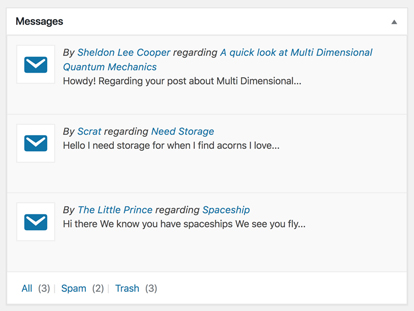 Messages
By Sheldon Lee Cooper regarding A quick look at Multi Dimensional
Quantum Mechanics
Howdy! Regarding your post about Multi Dimensional...
By Scrat regarding Need Storage
Hello I need storage for when I find acorns I love...
By The Little Prince regarding Spaceship
Hi there We know you have spaceships We see you fly...
All (3) | Spam (2) | Trash (3)